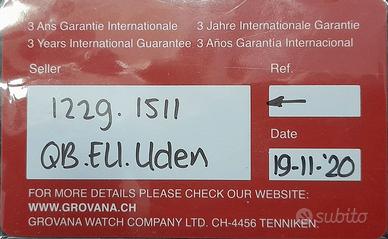 3 Ans Garantie Internationale 3 Jahre Internationale Garantie
3 Years International Guarantee 3 Años Garantía Internacional
Seller Ref.
1229.1511 ←
QB.EU.Uden
Date
19-11-'20
FOR MORE DETAILS PLEASE CHECK OUR WEBSITE:
WWW.GROVANA.CH
GROVANA WATCH COMPANY LTD. CH-4456 TENNIKEN.
subito